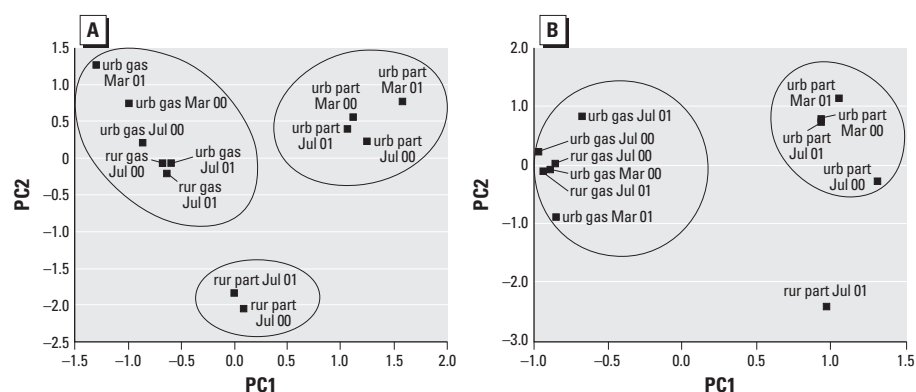 A
1.5
1.0
0.5
0
–0.5
–1.0
–1.5
–2.0
–2.5
PC2
urb gas
Mar 01
urb gas Mar 00
urb gas Jul 00
rur gas
Jul 00
urb gas
Jul 01
rur gas
Jul 01
urb part
Mar 00
urb part
Mar 01
urb part
Jul 01
urb part
Jul 00
rur part Jul 01
rur part
Jul 00
–1.5
–1.0
–0.5
0.0
0.5
1.0
1.5
2.0
PC1
B
2.0
1.0
0
–1.0
–2.0
–3.0
PC2
urb gas Jul 01
urb gas Jul 00
rur gas Jul 00
urb gas Mar 00
rur gas Jul 01
urb gas Mar 01
urb part
Mar 01
urb part
Mar 00
urb part
Jul 01
urb part
Jul 00
rur part Jul 01
–1.0
–0.5
0.0
0.5
1.0
1.5
PC1